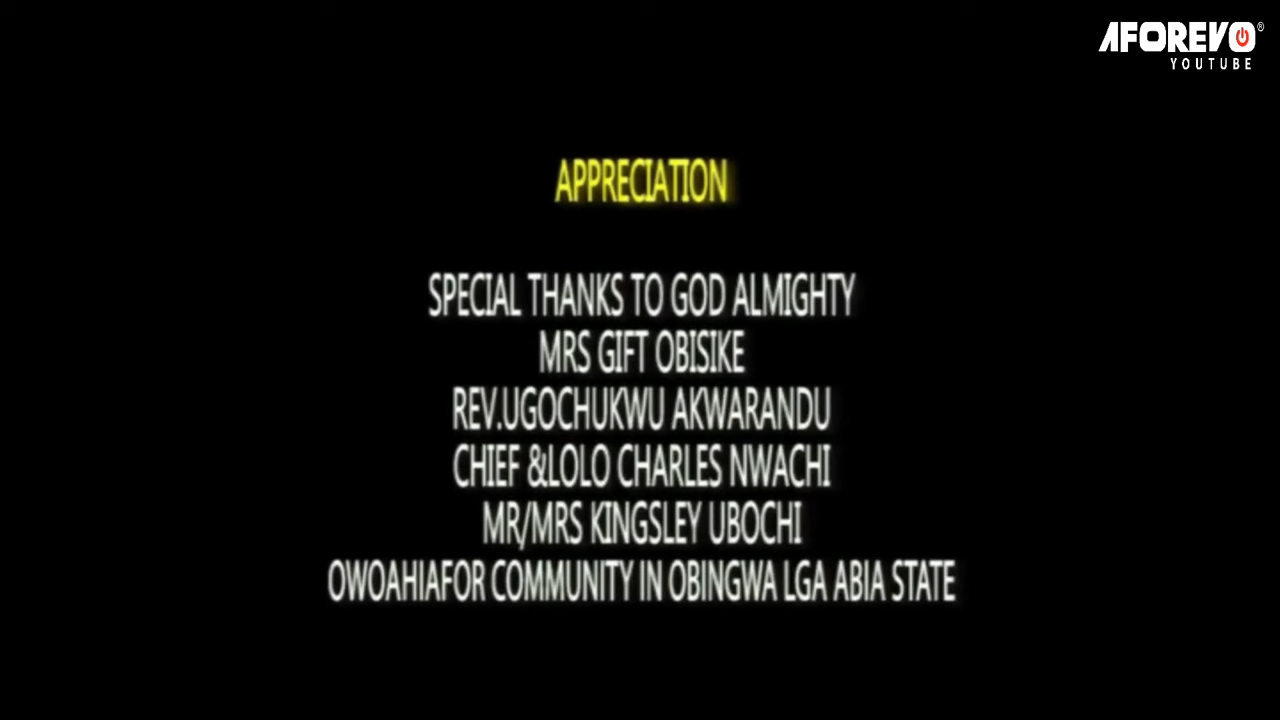 AFOREVO®
YOUTUBE
APPRECIATION
SPECIAL THANKS TO GOD ALMIGHTY
MRS GIFT OBISIKE
REV.UGOCHUKWU AKWARANDU
CHIEF &LOLO CHARLES NWACHI
MR/MRS KINGSLEY UBOCHI
OWOAHIAFOR COMMUNITY IN OBINGWA LGA ABIA STATE